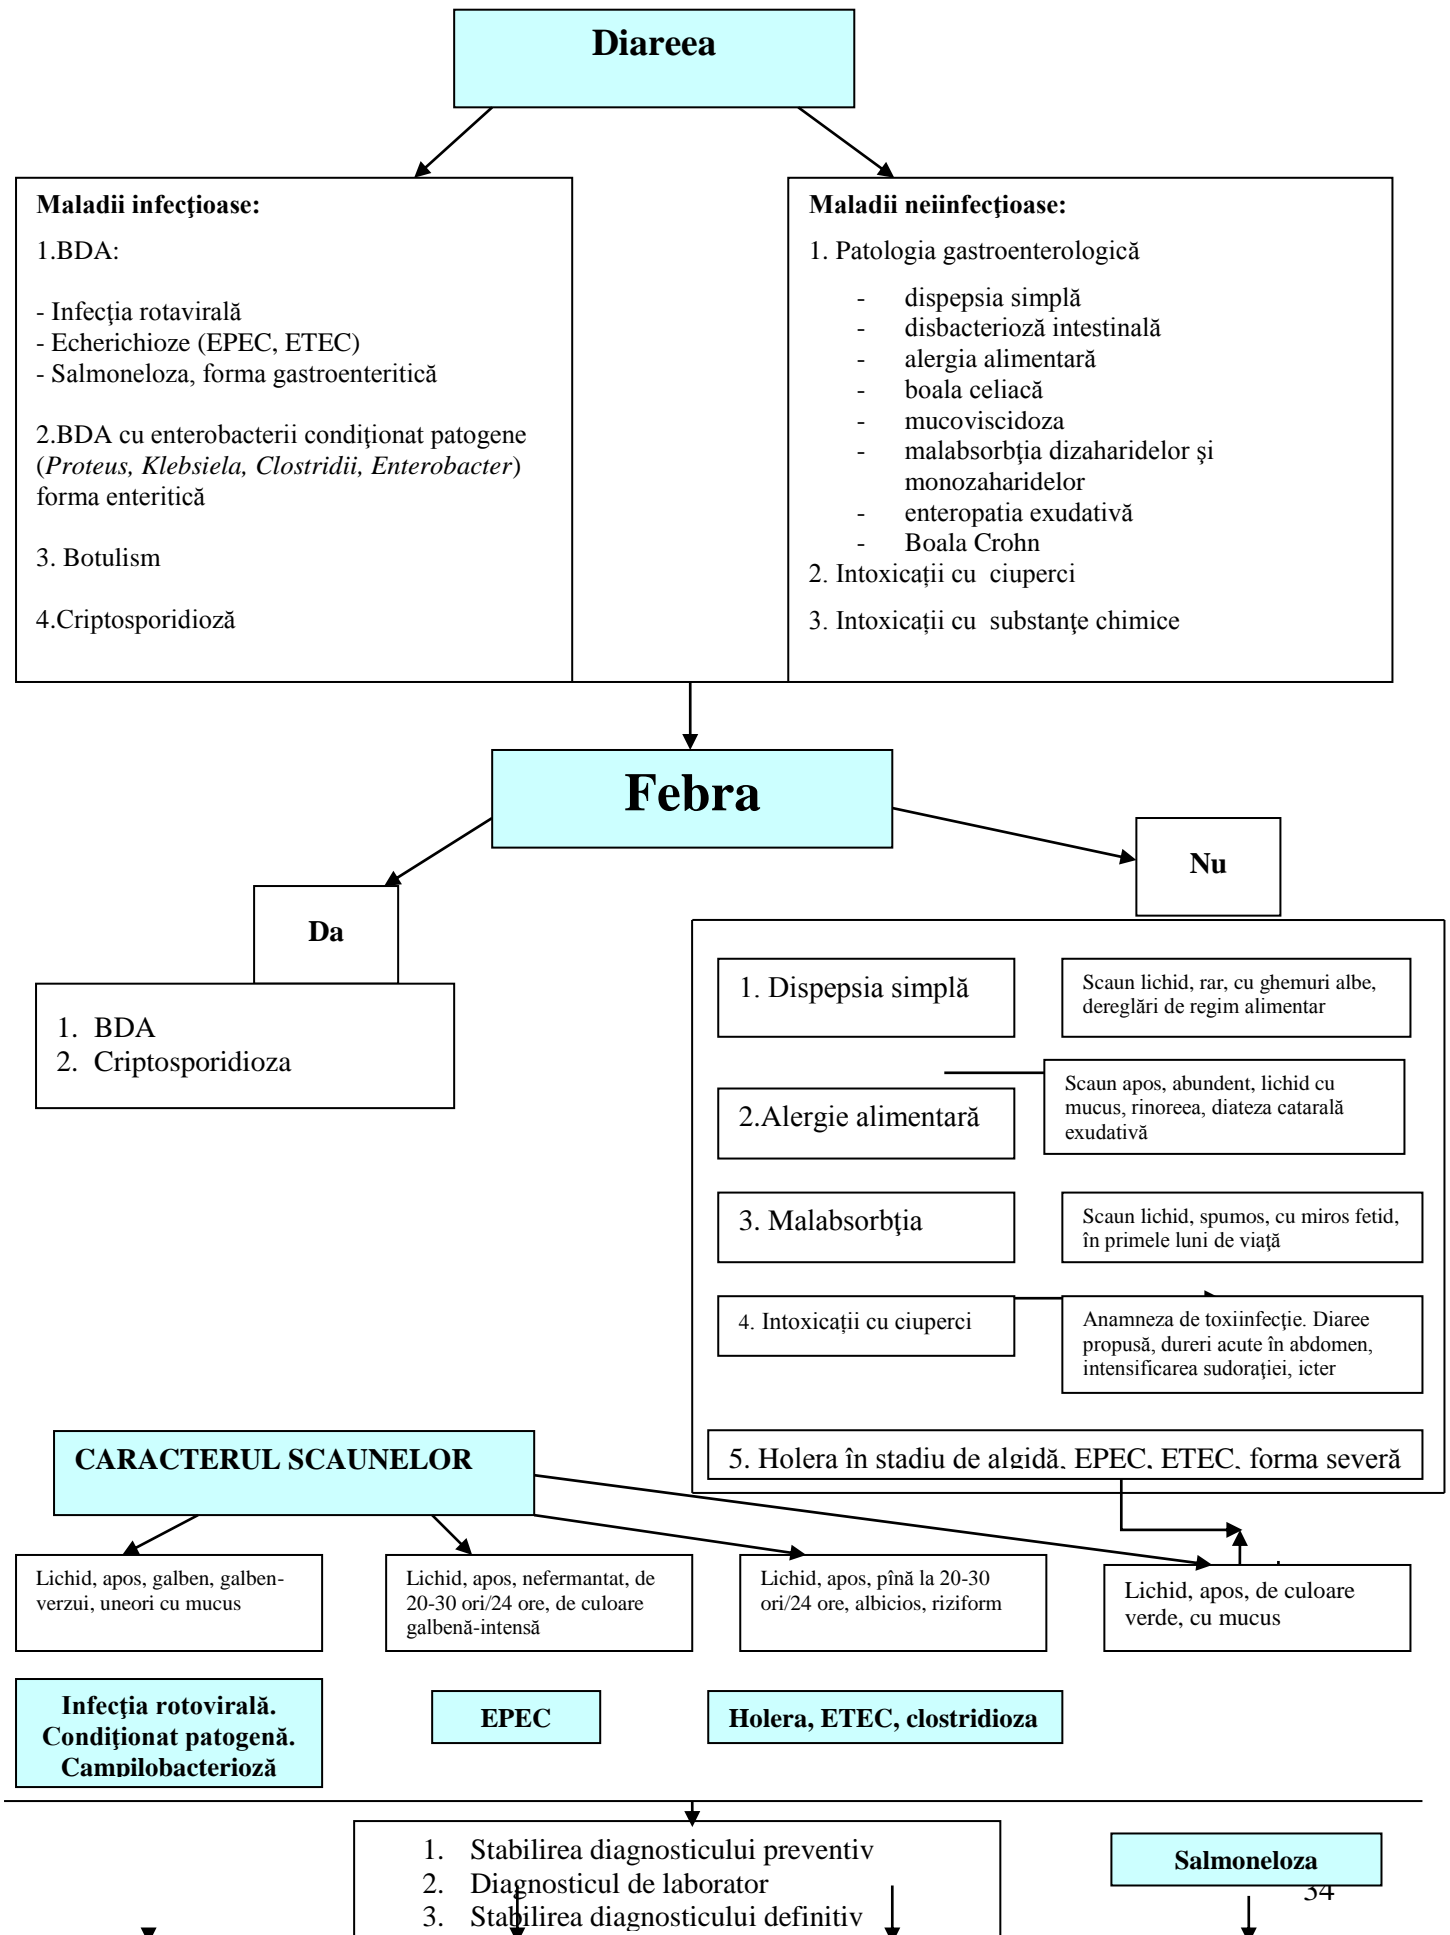 Diareea
Maladii infecţioase:
1.BDA:
- Infecţia rotavirală
- Echerichioze (EPEC, ETEC)
- Salmoneloza, forma gastroenteritică
2.BDA cu enterobacterii condiţionat patogene
(Proteus, Klebsiela, Clostridii, Enterobacter)
forma enteritică
3. Botulism
4.Criptosporidioză
Maladii neiinfecţioase:
1. Patologia gastroenterologică
- dispepsia simplă
- disbacterioză intestinală
- alergia alimentară
- boala celiacă
- mucoviscidoza
- malabsorbţia dizaharidelor şi
monozaharidelor
- enteropatia exudativă
- Boala Crohn
2. Intoxicații cu ciuperci
3. Intoxicații cu substanţe chimice
Febra
Nu
Da
1. BDA
2. Criptosporidioza
1. Dispepsia simplă
Scaun lichid, rar, cu ghemuri albe,
dereglări de regim alimentar
2.Alergie alimentară
Scaun apos, abundent, lichid cu
mucus, rinoreea, diateza catarală
exudativă
3. Malabsorbţia
Scaun lichid, spumos, cu miros fetid,
în primele luni de viaţă
4. Intoxicații cu ciuperci
Anamneza de toxiinfecţie. Diaree
propusă, dureri acute în abdomen,
intensificarea sudoraţiei, icter
5. Holera în stadiu de algidă, EPEC, ETEC, forma severă
CARACTERUL SCAUNELOR
Lichid, apos, galben, galben-
verzui, uneori cu mucus
Lichid, apos, nefermantat, de
20-30 ori/24 ore, de culoare
galbenă-intensă
Lichid, apos, pînă la 20-30
ori/24 ore, albicios, riziform
Lichid, apos, de culoare
verde, cu mucus
Infecţia rotovirală.
Condiţionat patogenă.
Campilobacterioză
EPEC
Holera, ETEC, clostridioza
1. Stabilirea diagnosticului preventiv
2. Diagnosticul de laborator
3. Stabilirea diagnosticului definitiv
Salmoneloza
34